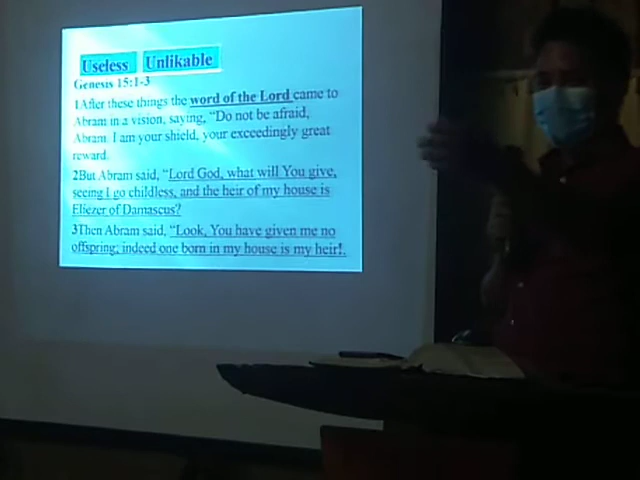 Useless Unlikable
Genesis 15:1-3
1After these things the word of the Lord came to
Abram in a vision, saying, "Do not be afraid,
Abram. I am your shield, your exceedingly great
reward.
2But Abram said, "Lord God, what will You give,
seeing I go childless, and the heir of my house is
Eliezer of Damascus?
3Then Abram said, "Look, You have given me no
offspring; indeed one born in my house is my heir!.